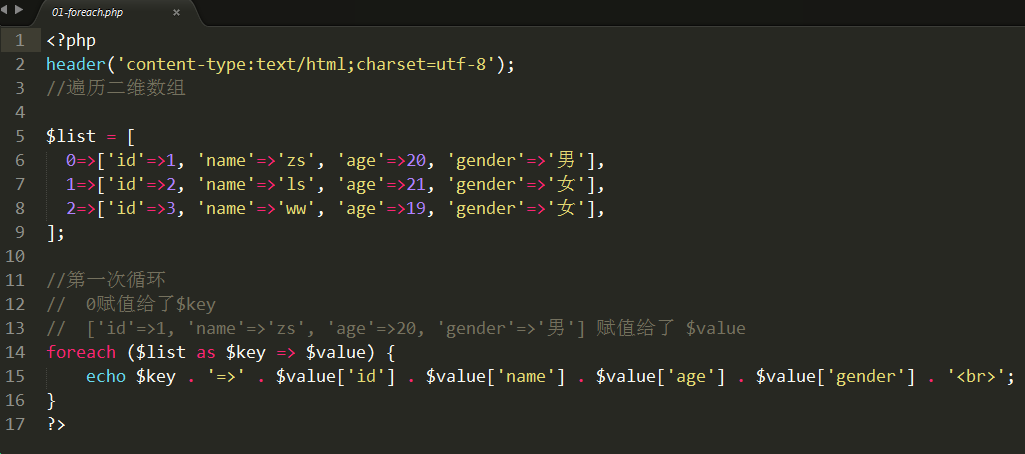 01-foreach.php ×
1 <?php
2 header('content-type:text/html;charset=utf-8');
3 //遍历二维数组
4
5 $list = [
6   0=>['id'=>1, 'name'=>'zs', 'age'=>20, 'gender'=>'男'],
7   1=>['id'=>2, 'name'=>'ls', 'age'=>21, 'gender'=>'女'],
8   2=>['id'=>3, 'name'=>'ww', 'age'=>19, 'gender'=>'女'],
9 ];
10
11 //第一次循环
12 //  0赋值给了$key
13 //  ['id'=>1, 'name'=>'zs', 'age'=>20, 'gender'=>'男'] 赋值给了 $value
14 foreach ($list as $key => $value) {
15     echo $key . '=>' . $value['id'] . $value['name'] . $value['age'] . $value['gender'] . '<br>';
16 }
17 ?>